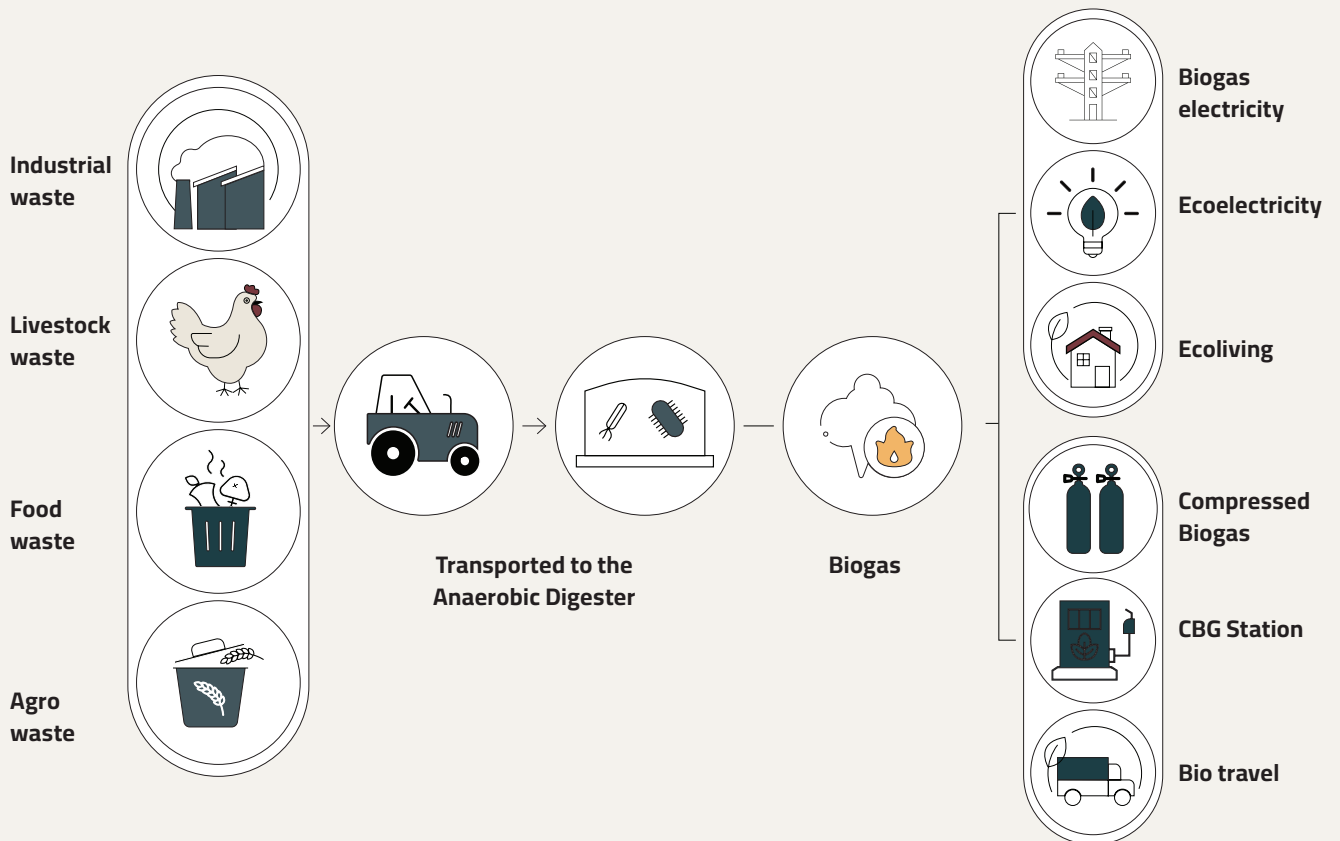 Industrial
waste
Livestock
waste
Food
waste
Agro
waste
Transported to the
Anaerobic Digester
Biogas
Biogas
electricity
Ecoelectricity
Ecoliving
Compressed
Biogas
CBG Station
Bio travel